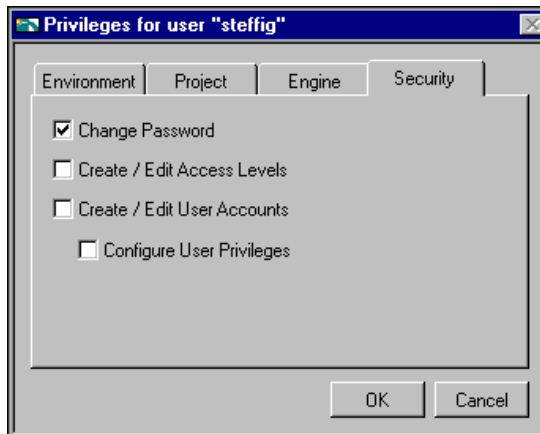 Privileges for user "steffig"
Environment Project Engine Security
Change Password
Create / Edit Access Levels
Create / Edit User Accounts
Configure User Privileges
OK Cancel